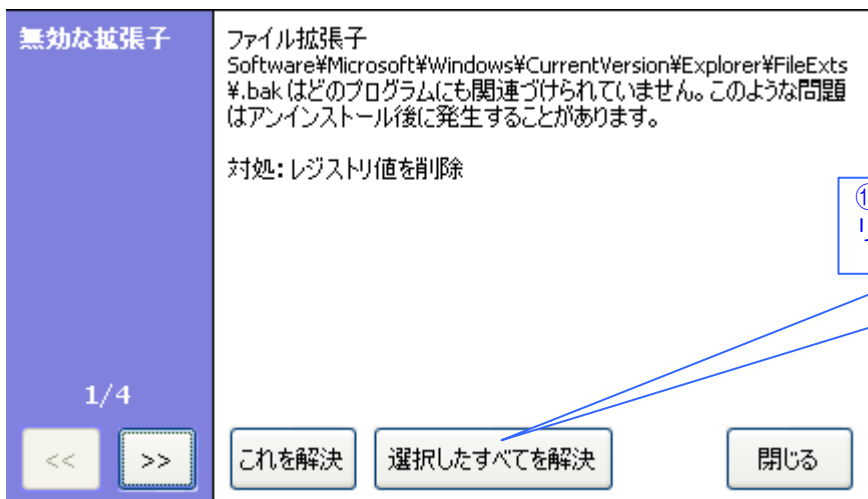 無効な拡張子
ファイル拡張子
Software¥Microsoft¥Windows¥CurrentVersion¥Explorer¥FileExts
¥.bak はどのプログラムにも関連づけられていません。このような問題
はアンインストール後に発生することがあります。
対処: レジストリ値を削除
1/4
<<
>>
これを解決
選択したすべてを解決
閉じる